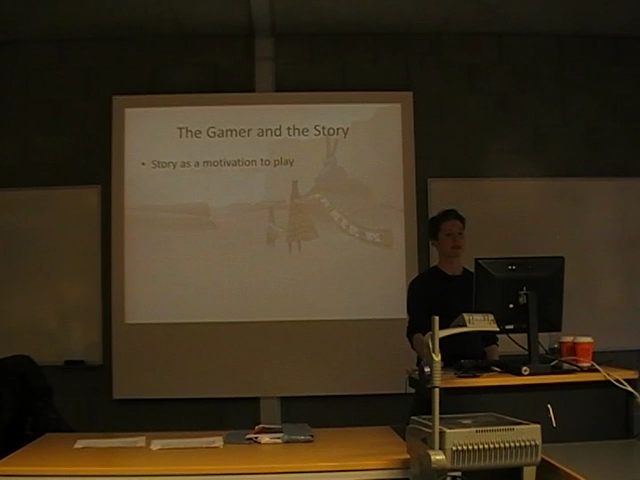 The Gamer and the Story
• Story as a motivation to play